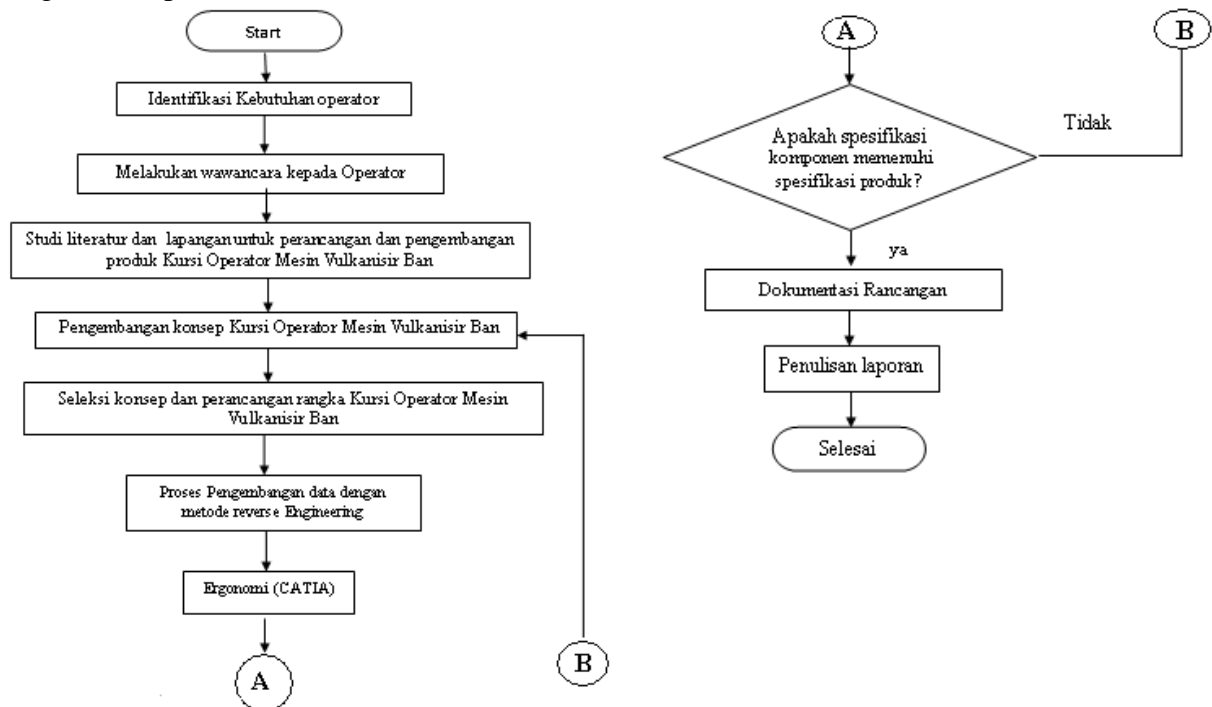 Start
Identifikasi Kebutuhan operator
Melakukan wawancara kepada Operator
Studi literatur dan lapangan untuk perancangan dan pengembangan
produk Kursi Operator Mesin Vulkanisir Ban
Pengembangan konsep Kursi Operator Mesin Vulkanisir Ban
Seleksi konsep dan perancangan rangka Kursi Operator Mesin
Vulkanisir Ban
Proses Pengembangan data dengan
metode reverse Engineering
Ergonomi (CATIA)
A
B
A
B
Apakah spesifikasi
komponen memenuhi
spesifikasi produk?
Tidak
ya
Dokumentasi Rancangan
Penulisan laporan
Selesai